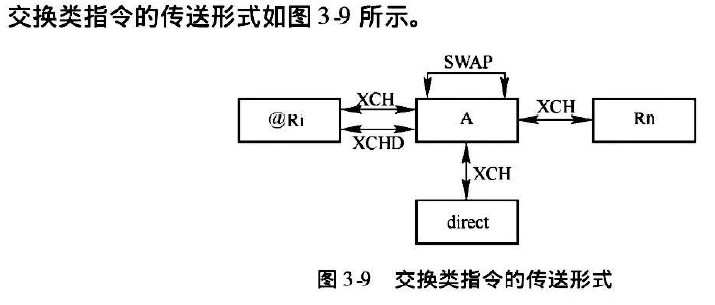 交换类指令的传送形式如图 3-9 所示。
SWAP
XCH
XCH
@Ri
A
Rn
XCHD
XCH
direct
图 3-9 交换类指令的传送形式